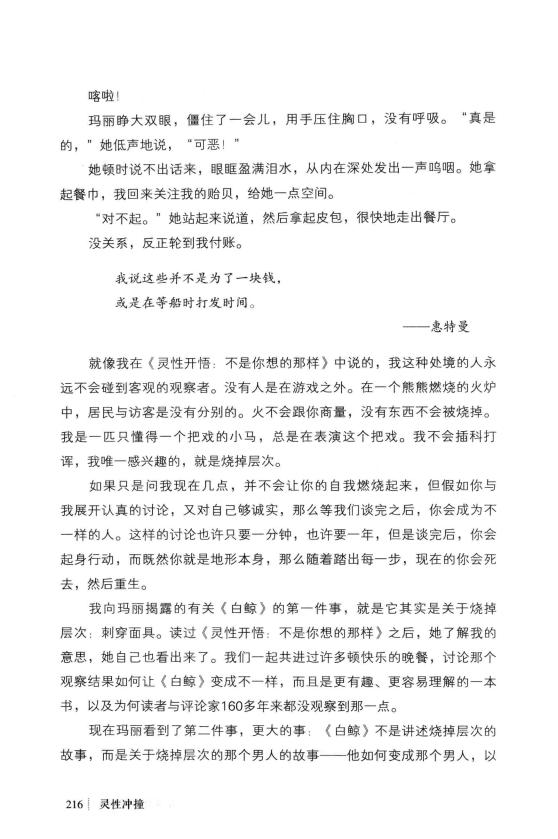 喀啦！
玛丽睁大双眼，僵住了一会儿，用手压住胸口，没有呼吸。“真是
的，”她低声地说，“可恶！”
她顿时说不出话来，眼眶盈满泪水，从内在深处发出一声呜咽。她拿
起餐巾，我回来关注我的贻贝，给她一点空间。
“对不起。”她站起来说道，然后拿起皮包，很快地走出餐厅。
没关系，反正轮到我付账。
我说这些并不是为了一块钱，
或是在等船时打发时间。
——惠特曼
就像我在《灵性开悟：不是你想的那样》中说的，我这种处境的人永
远不会碰到客观的观察者。没有人是在游戏之外。在一个熊熊燃烧的火炉
中，居民与访客是没有分别的。火不会跟你商量，没有东西不会被烧掉。
我是一匹只懂得一个把戏的小马，总是在表演这个把戏。我不会插科打
诨，我唯一感兴趣的，就是烧掉层次。
如果只是问我现在几点，并不会让你的自我燃烧起来，但假如你与
我展开认真的讨论，又对自己够诚实，那么等我们谈完之后，你会成为不
一样的人。这样的讨论也许只要一分钟，也许要一年，但是谈完后，你会
起身行动，而既然你就是地形本身，那么随着踏出每一步，现在的你会死
去，然后重生。
我向玛丽揭露的有关《白鲸》的第一件事，就是它其实是关于烧掉
层次；刺穿面具。读过《灵性开悟：不是你想的那样》之后，她了解我的
意思，她自己也看出来了。我们一起共进过许多顿快乐的晚餐，讨论那个
观察结果如何让《白鲸》变成不一样，而且是更有趣、更容易理解的一本
书，以及为何读者与评论家160多年来都没观察到那一点。
现在玛丽看到了第二件事，更大的事：《白鲸》不是讲述烧掉层次的
故事，而是关于烧掉层次的那个男人的故事——他如何变成那个男人，以
216 灵性冲撞